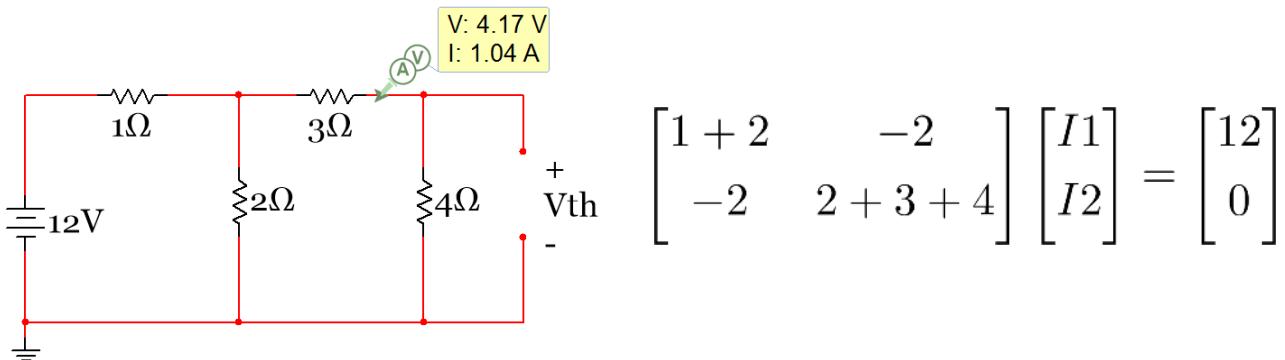 V: 4.17 V
I: 1.04 A
A V
1Ω
3Ω
12V
2Ω
4Ω
+
Vth
-
[1 + 2 −2] [I1] = [12]
[−2 2 + 3 + 4] [I2] [0]